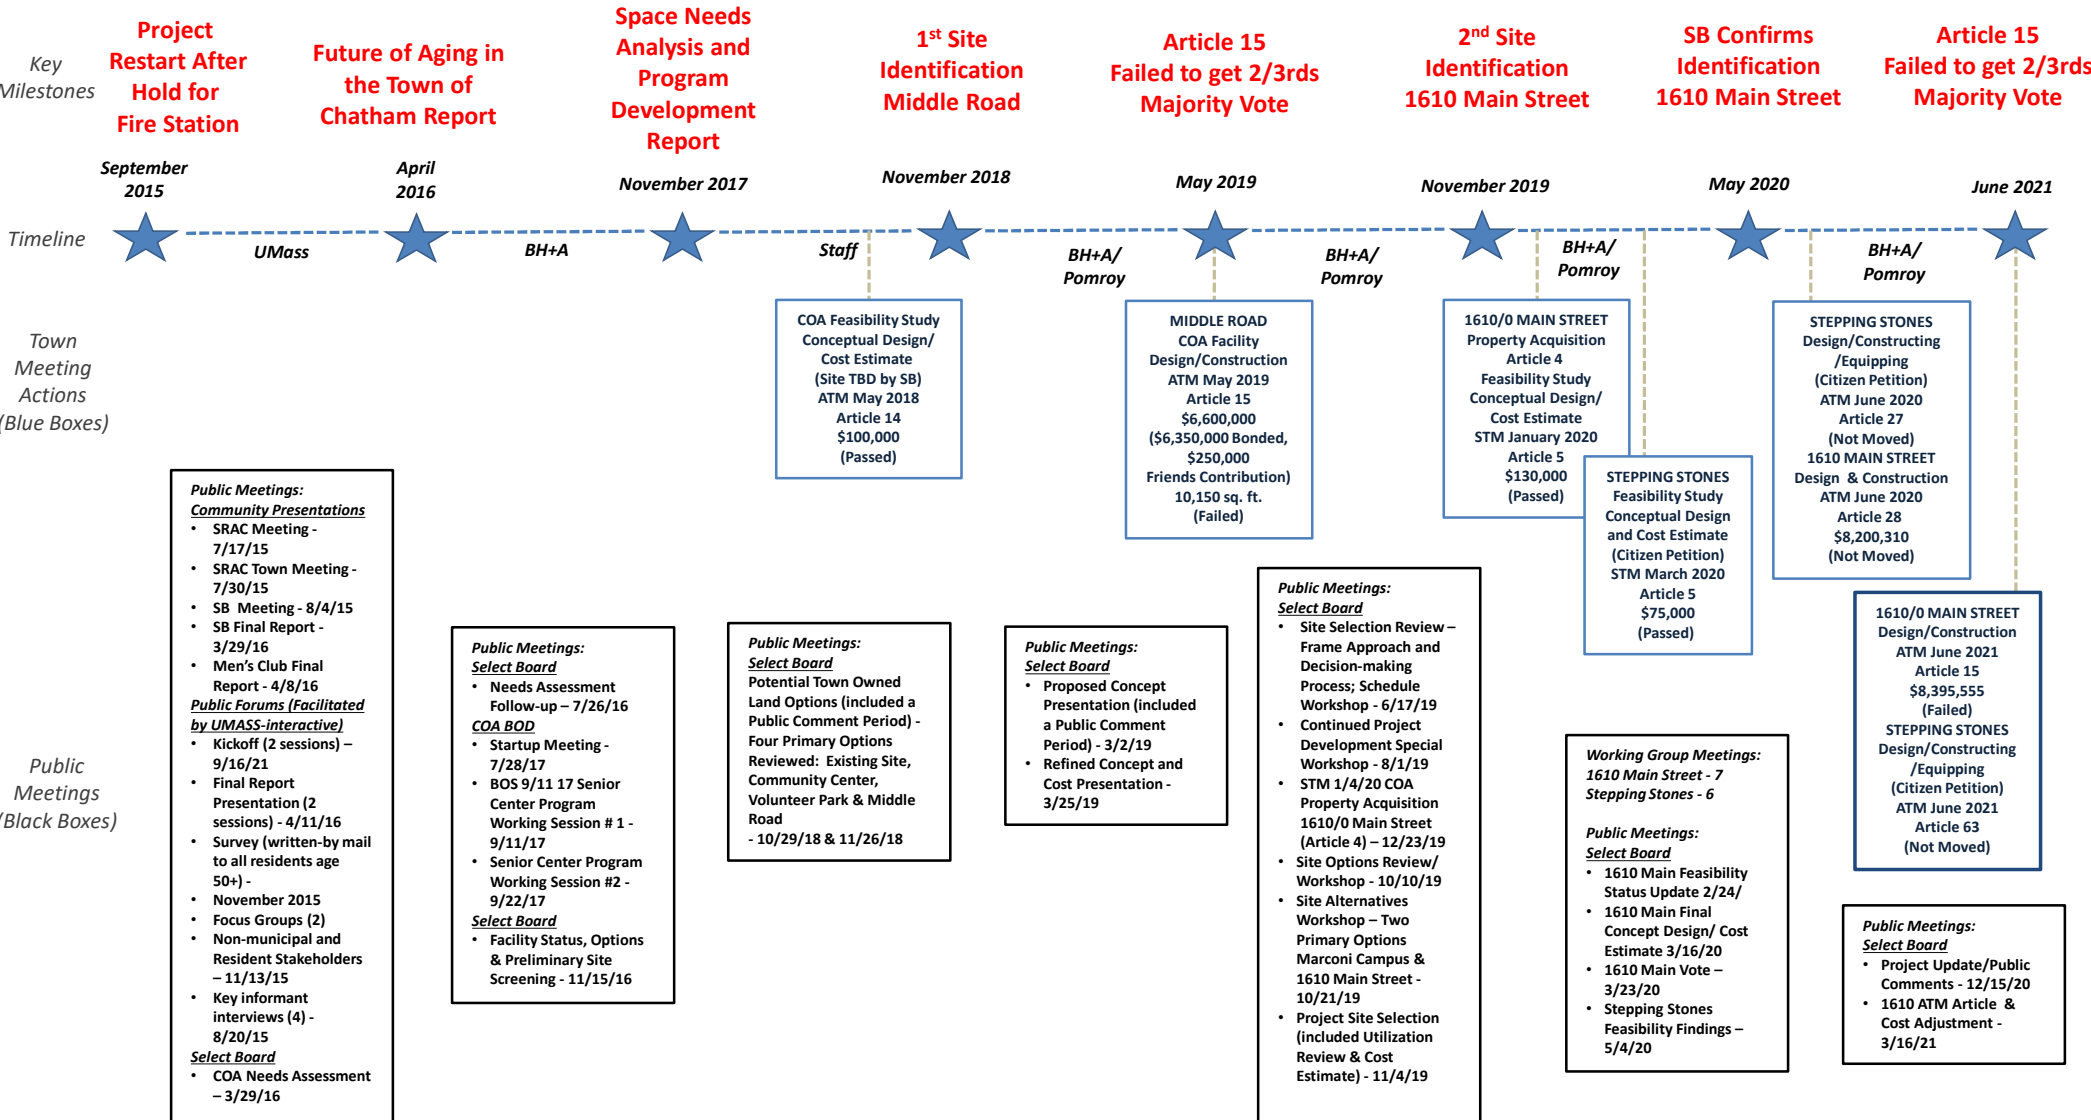 Key
Milestones
Project
Restart After
Hold for
Fire Station
Future of Aging in
the Town of
Chatham Report
Space Needs
Analysis and
Program
Development
Report
1st Site
Identification
Middle Road
Article 15
Failed to get 2/3rds
Majority Vote
2nd Site
Identification
1610 Main Street
SB Confirms
Identification
1610 Main Street
Article 15
Failed to get 2/3rds
Majority Vote
September
2015
April
2016
November 2017
November 2018
May 2019
November 2019
May 2020
June 2021
Timeline
UMass
BH+A
Staff
BH+A/
Pomroy
BH+A/
Pomroy
BH+A/
Pomroy
BH+A/
Pomroy
Town
Meeting
Actions
(Blue Boxes)
COA Feasibility Study
Conceptual Design/
Cost Estimate
(Site TBD by SB)
ATM May 2018
Article 14
$100,000
(Passed)
MIDDLE ROAD
COA Facility
Design/Construction
ATM May 2019
Article 15
$6,600,000
($6,350,000 Bonded,
$250,000
Friends Contribution)
10,150 sq. ft.
(Failed)
1610/0 MAIN STREET
Property Acquisition
Article 4
Feasibility Study
Conceptual Design/
Cost Estimate
STM January 2020
Article 5
$130,000
(Passed)
STEPPING STONES
Feasibility Study
Conceptual Design
and Cost Estimate
(Citizen Petition)
STM March 2020
Article 5
$75,000
(Passed)
STEPPING STONES
Design/Constructing
/Equipping
(Citizen Petition)
ATM June 2020
Article 27
(Not Moved)
1610 MAIN STREET
Design & Construction
ATM June 2020
Article 28
$8,200,310
(Not Moved)
1610/0 MAIN STREET
Design/Construction
ATM June 2021
Article 15
$8,395,555
(Failed)
STEPPING STONES
Design/Constructing
/Equipping
(Citizen Petition)
ATM June 2021
Article 63
(Not Moved)
Public
Meetings
(Black Boxes)
Public Meetings:
Community Presentations
• SRAC Meeting -
7/17/15
• SRAC Town Meeting -
7/30/15
• SB Meeting - 8/4/15
• SB Final Report -
3/29/16
• Men's Club Final
Report - 4/8/16
Public Forums (Facilitated
by UMASS-interactive)
• Kickoff (2 sessions) –
9/16/21
• Final Report
Presentation (2
sessions) - 4/11/16
• Survey (written-by mail
to all residents age
50+) -
• November 2015
• Focus Groups (2)
• Non-municipal and
Resident Stakeholders
– 11/13/15
• Key informant
interviews (4) -
8/20/15
Select Board
• COA Needs Assessment
– 3/29/16
Public Meetings:
Select Board
• Needs Assessment
Follow-up – 7/26/16
COA BOD
• Startup Meeting -
7/28/17
• BOS 9/11 17 Senior
Center Program
Working Session # 1 -
9/11/17
• Senior Center Program
Working Session #2 -
9/22/17
Select Board
• Facility Status, Options
& Preliminary Site
Screening - 11/15/16
Public Meetings:
Select Board
Potential Town Owned
Land Options (included a
Public Comment Period) -
Four Primary Options
Reviewed: Existing Site,
Community Center,
Volunteer Park & Middle
Road
- 10/29/18 & 11/26/18
Public Meetings:
Select Board
• Proposed Concept
Presentation (included
a Public Comment
Period) - 3/2/19
• Refined Concept and
Cost Presentation -
3/25/19
Public Meetings:
Select Board
• Site Selection Review –
Frame Approach and
Decision-making
Process; Schedule
Workshop - 6/17/19
• Continued Project
Development Special
Workshop - 8/1/19
• STM 1/4/20 COA
Property Acquisition
1610/0 Main Street
(Article 4) – 12/23/19
• Site Options Review/
Workshop - 10/10/19
• Site Alternatives
Workshop – Two
Primary Options
Marconi Campus &
1610 Main Street -
10/21/19
• Project Site Selection
(included Utilization
Review & Cost
Estimate) - 11/4/19
Working Group Meetings:
1610 Main Street - 7
Stepping Stones - 6
Public Meetings:
Select Board
• 1610 Main Feasibility
Status Update 2/24/
• 1610 Main Final
Concept Design/ Cost
Estimate 3/16/20
• 1610 Main Vote –
3/23/20
• Stepping Stones
Feasibility Findings –
5/4/20
Public Meetings:
Select Board
• Project Update/Public
Comments - 12/15/20
• 1610 ATM Article &
Cost Adjustment -
3/16/21